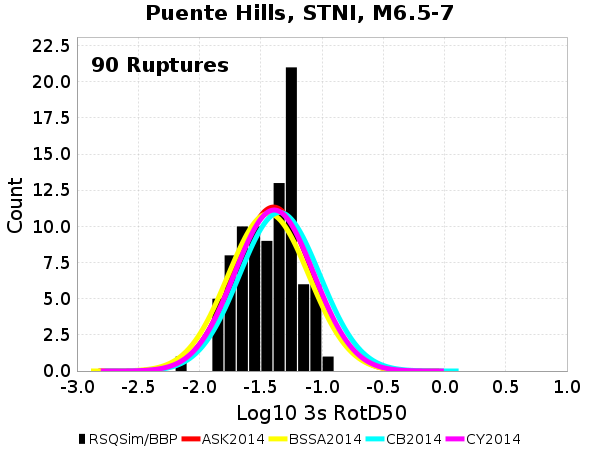 Puente Hills, STNI, M6.5-7
90 Ruptures
Count
22.5
20.0
17.5
15.0
12.5
10.0
7.5
5.0
2.5
0.0
-3.0 -2.5 -2.0 -1.5 -1.0 -0.5 0.0 0.5 1.0
Log10 3s RotD50
RSQSim/BBP ASK2014 BSSA2014 CB2014 CY2014